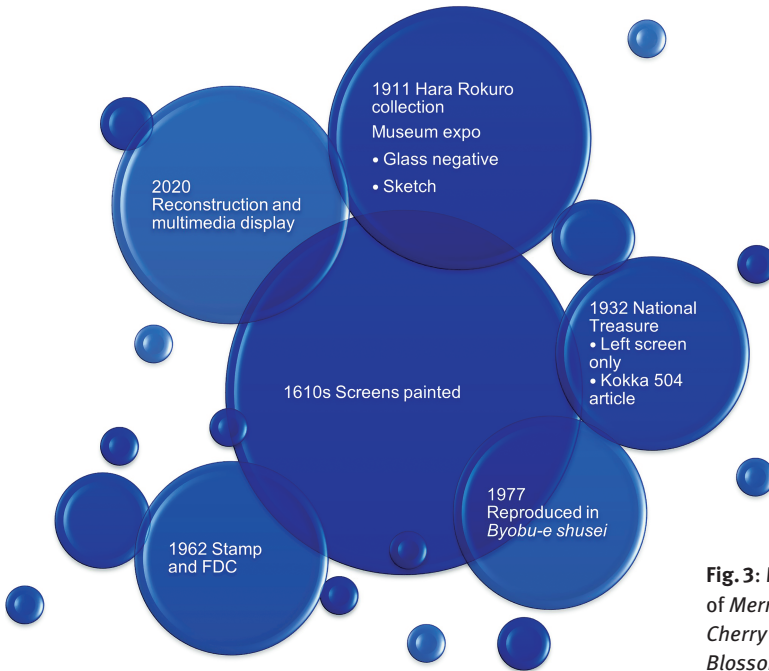 1911 Hara Rokuro
collection
Museum expo
• Glass negative
• Sketch
2020
Reconstruction and
multimedia display
1932 National
Treasure
• Left screen
only
• Kokka 504
article
1610s Screens painted
1977
Reproduced in
Byobu-e shusei
1962 Stamp
and FDC
Fig. 3:
of Merr
Cherry
Blossa